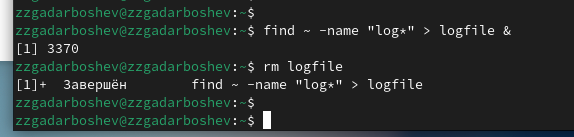 zzgadarboshev@zzgadarboshev:~$
zzgadarboshev@zzgadarboshev:~$ find ~ -name "log*" > logfile &
[1] 3370
zzgadarboshev@zzgadarboshev:~$ rm logfile
[1]+  Завершён        find ~ -name "log*" > logfile
zzgadarboshev@zzgadarboshev:~$
zzgadarboshev@zzgadarboshev:~$